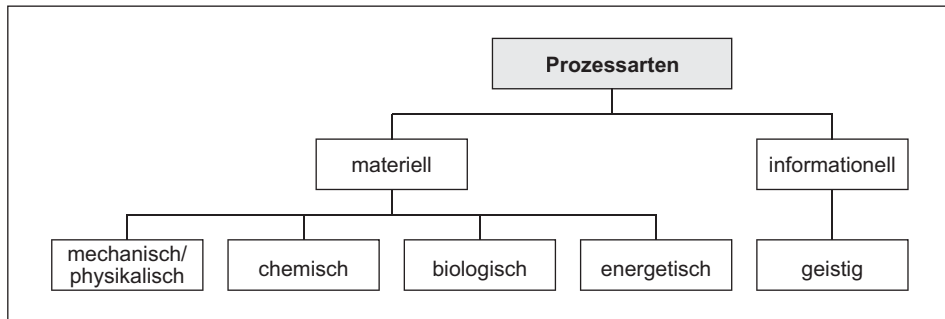 Prozessarten
materiell
informationell
mechanisch/
physikalisch
chemisch
biologisch
energetisch
geistig